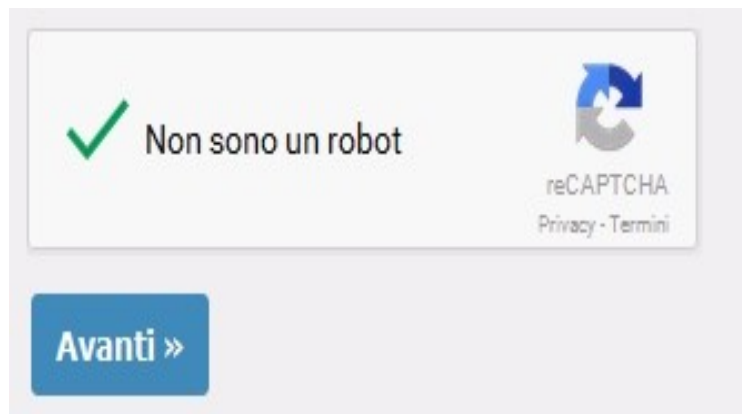 Non sono un robot
reCAPTCHA
Privacy - Termini
Avanti »